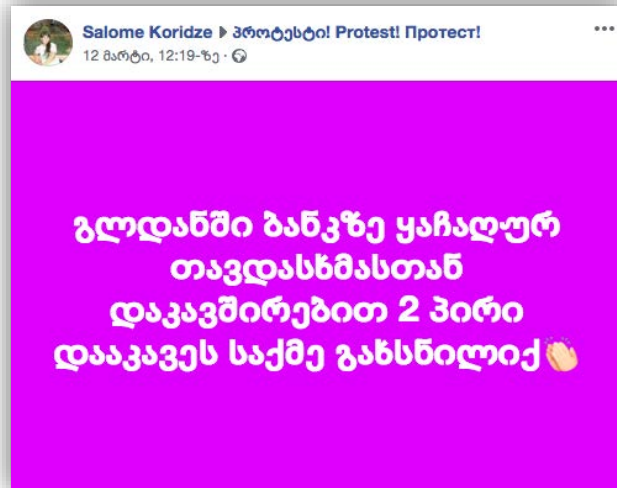 Salome Koridze ▶ პროტესტი! Protest! Протест!
12 მარტი, 12:19-ზე ·
გლდანში ბანკზე ყაჩაღურ
თავდასხმასთან
დაკავშირებით 2 პირი
დააკავეს საქმე გახსნილიქ👏🏻